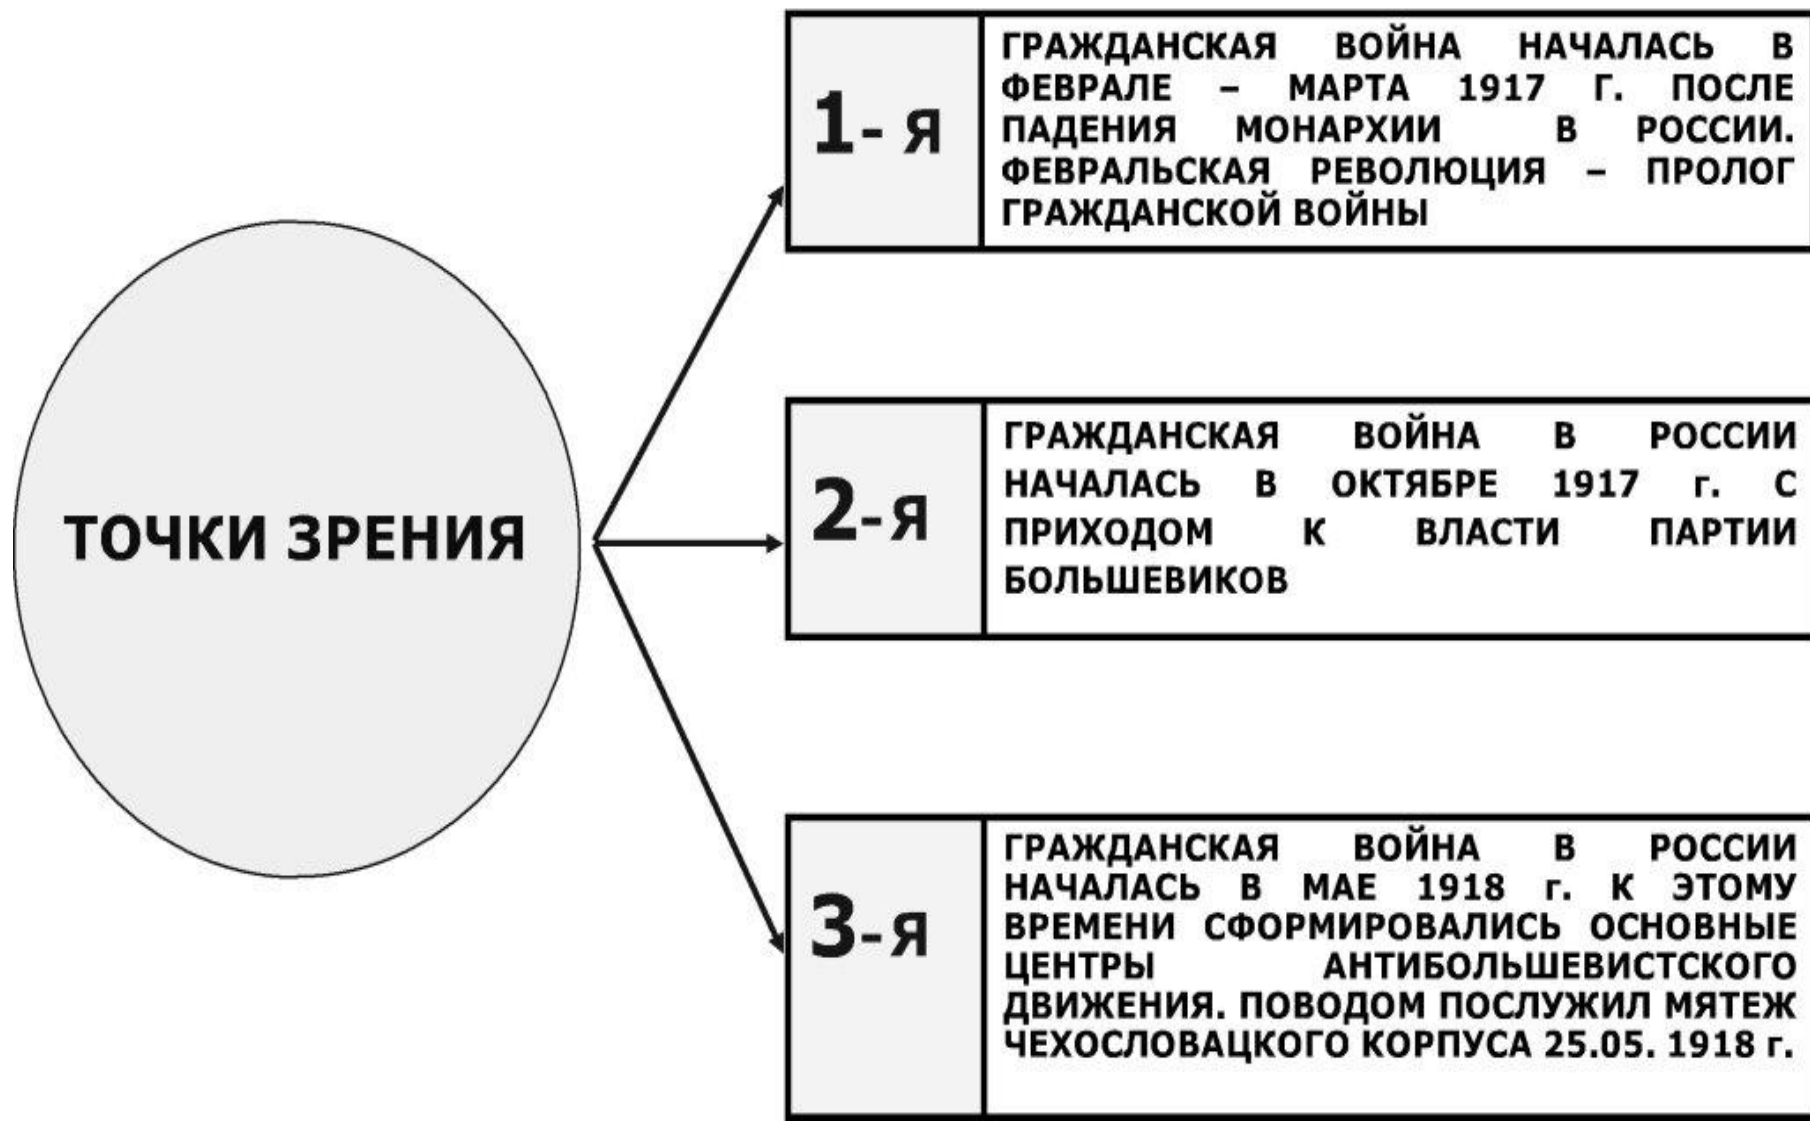 ТОЧКИ ЗРЕНИЯ
1- Я
ГРАЖДАНСКАЯ ВОЙНА НАЧАЛАСЬ В
ФЕВРАЛЕ – МАРТА 1917 Г. ПОСЛЕ
ПАДЕНИЯ МОНАРХИИ В РОССИИ.
ФЕВРАЛЬСКАЯ РЕВОЛЮЦИЯ – ПРОЛОГ
ГРАЖДАНСКОЙ ВОЙНЫ
2-Я
ГРАЖДАНСКАЯ ВОЙНА В РОССИИ
НАЧАЛАСЬ В ОКТЯБРЕ 1917 г. С
ПРИХОДОМ К ВЛАСТИ ПАРТИИ
БОЛЬШЕВИКОВ
3-Я
ГРАЖДАНСКАЯ ВОЙНА В РОССИИ
НАЧАЛАСЬ В МАЕ 1918 г. К ЭТОМУ
ВРЕМЕНИ СФОРМИРОВАЛИСЬ ОСНОВНЫЕ
ЦЕНТРЫ АНТИБОЛЬШЕВИСТСКОГО
ДВИЖЕНИЯ. ПОВОДОМ ПОСЛУЖИЛ МЯТЕЖ
ЧЕХОСЛОВАЦКОГО КОРПУСА 25.05. 1918 г.